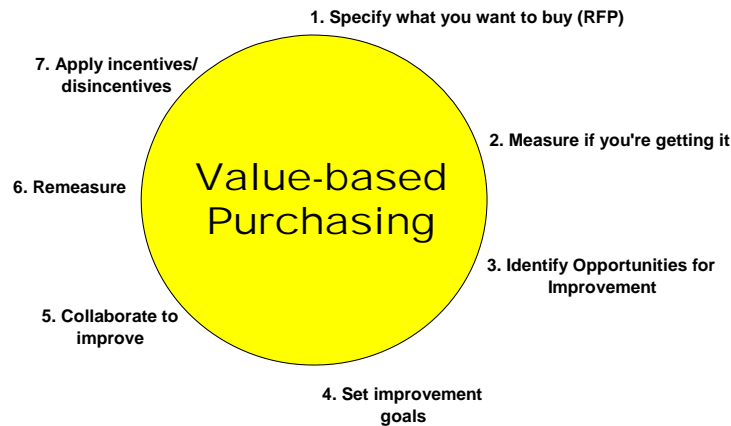 1. Specify what you want to buy (RFP)
7. Apply incentives/
disincentives
2. Measure if you're getting it
Value-based
Purchasing
6. Remeasure
3. Identify Opportunities for
Improvement
5. Collaborate to
improve
4. Set improvement
goals